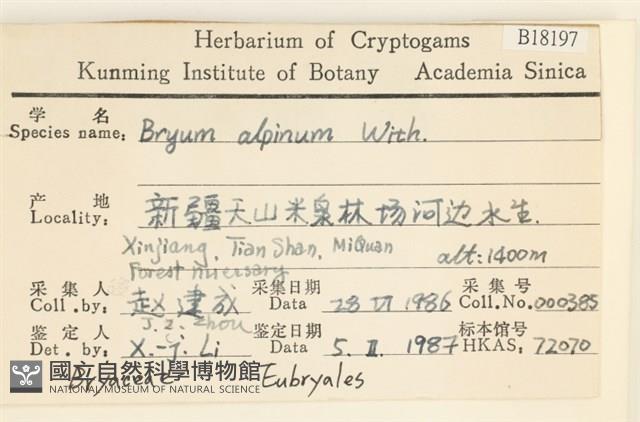 B18197
Herbarium of Cryptogams
Kunming Institute of Botany Academia Sinica
学 名
Species name: Bryum alpinum With.
产 地
Locality: 新疆天山米泉林场河边水生.
Xinjiang, Tian Shan, MiQuan alt: 1400m
Forest nursery
采集人 赵建成 采集日期 采集号
Coll.by: Data 28 VI 1986 Coll.No. 000385
J. Z. Zhou
鉴定人 鉴定日期 标本馆号
Det.by: X.-J. Li Data 5. II. 1987 HKAS: 72070
國立自然科學博物館
NATIONAL MUSEUM OF NATURAL SCIENCE
Bryaceae Eubryales